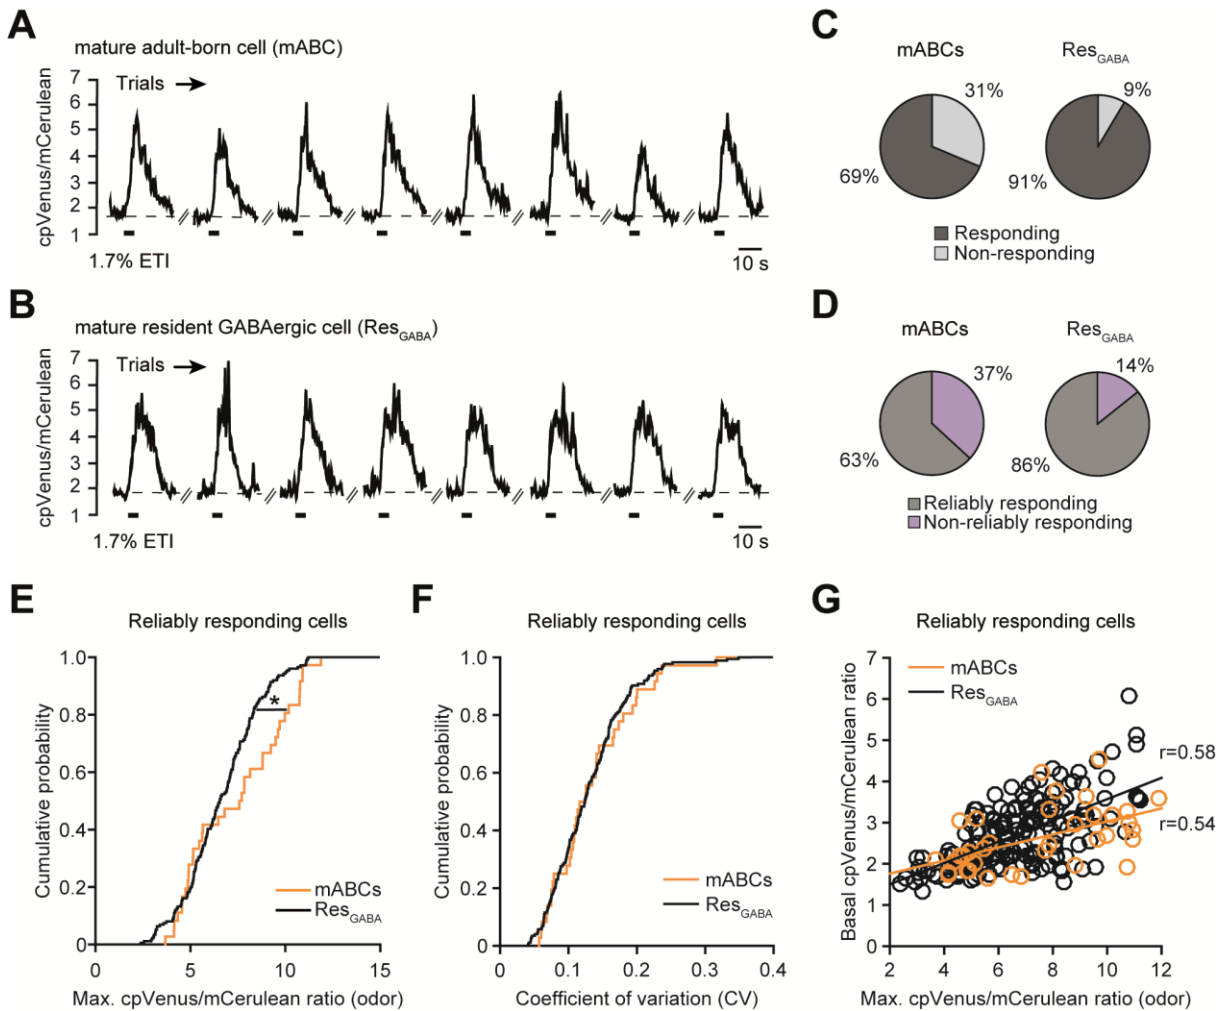 A
mature adult-born cell (mABC)
cpVenus/mCerulean
7
6
5
4
3
2
1
Trials
1.7% ETI
10 s
B
mature resident GABAergic cell (ResGABA)
cpVenus/mCerulean
7
6
5
4
3
2
1
Trials
1.7% ETI
10 s
C
mABCs
ResGABA
31%
69%
9%
91%
Responding
Non-responding
D
mABCs
ResGABA
37%
63%
14%
86%
Reliably responding
Non-reliably responding
E
Reliably responding cells
Cumulative probability
1.0
0.8
0.6
0.4
0.2
0
*
mABCs
ResGABA
0 5 10 15
Max. cpVenus/mCerulean ratio (odor)
F
Reliably responding cells
Cumulative probability
1.0
0.8
0.6
0.4
0.2
0
mABCs
ResGABA
0 0.1 0.2 0.3 0.4
Coefficient of variation (CV)
G
Reliably responding cells
Basal cpVenus/mCerulean ratio
7
6
5
4
3
2
1
0
mABCs
ResGABA
r=0.58
r=0.54
2 4 6 8 10 12
Max. cpVenus/mCerulean ratio (odor)